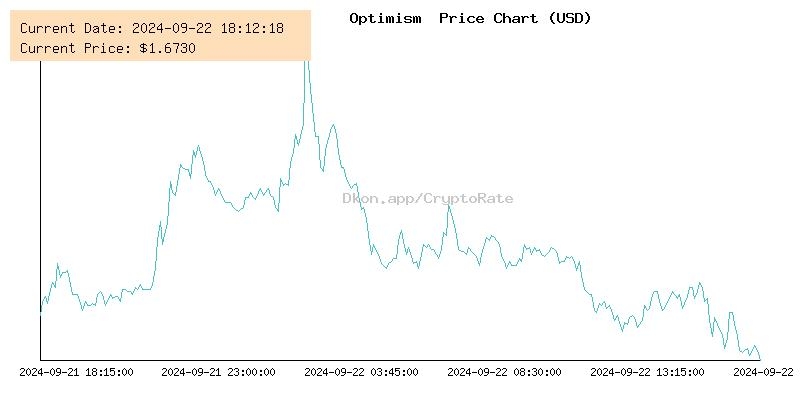 Optimism  Price Chart (USD)
Current Date: 2024-09-22 18:12:18
Current Price: $1.6730
Dkon.app/CryptoRate
2024-09-21 18:15:00 2024-09-21 23:00:00 2024-09-22 03:45:00 2024-09-22 08:30:00 2024-09-22 13:15:00 2024-09-22